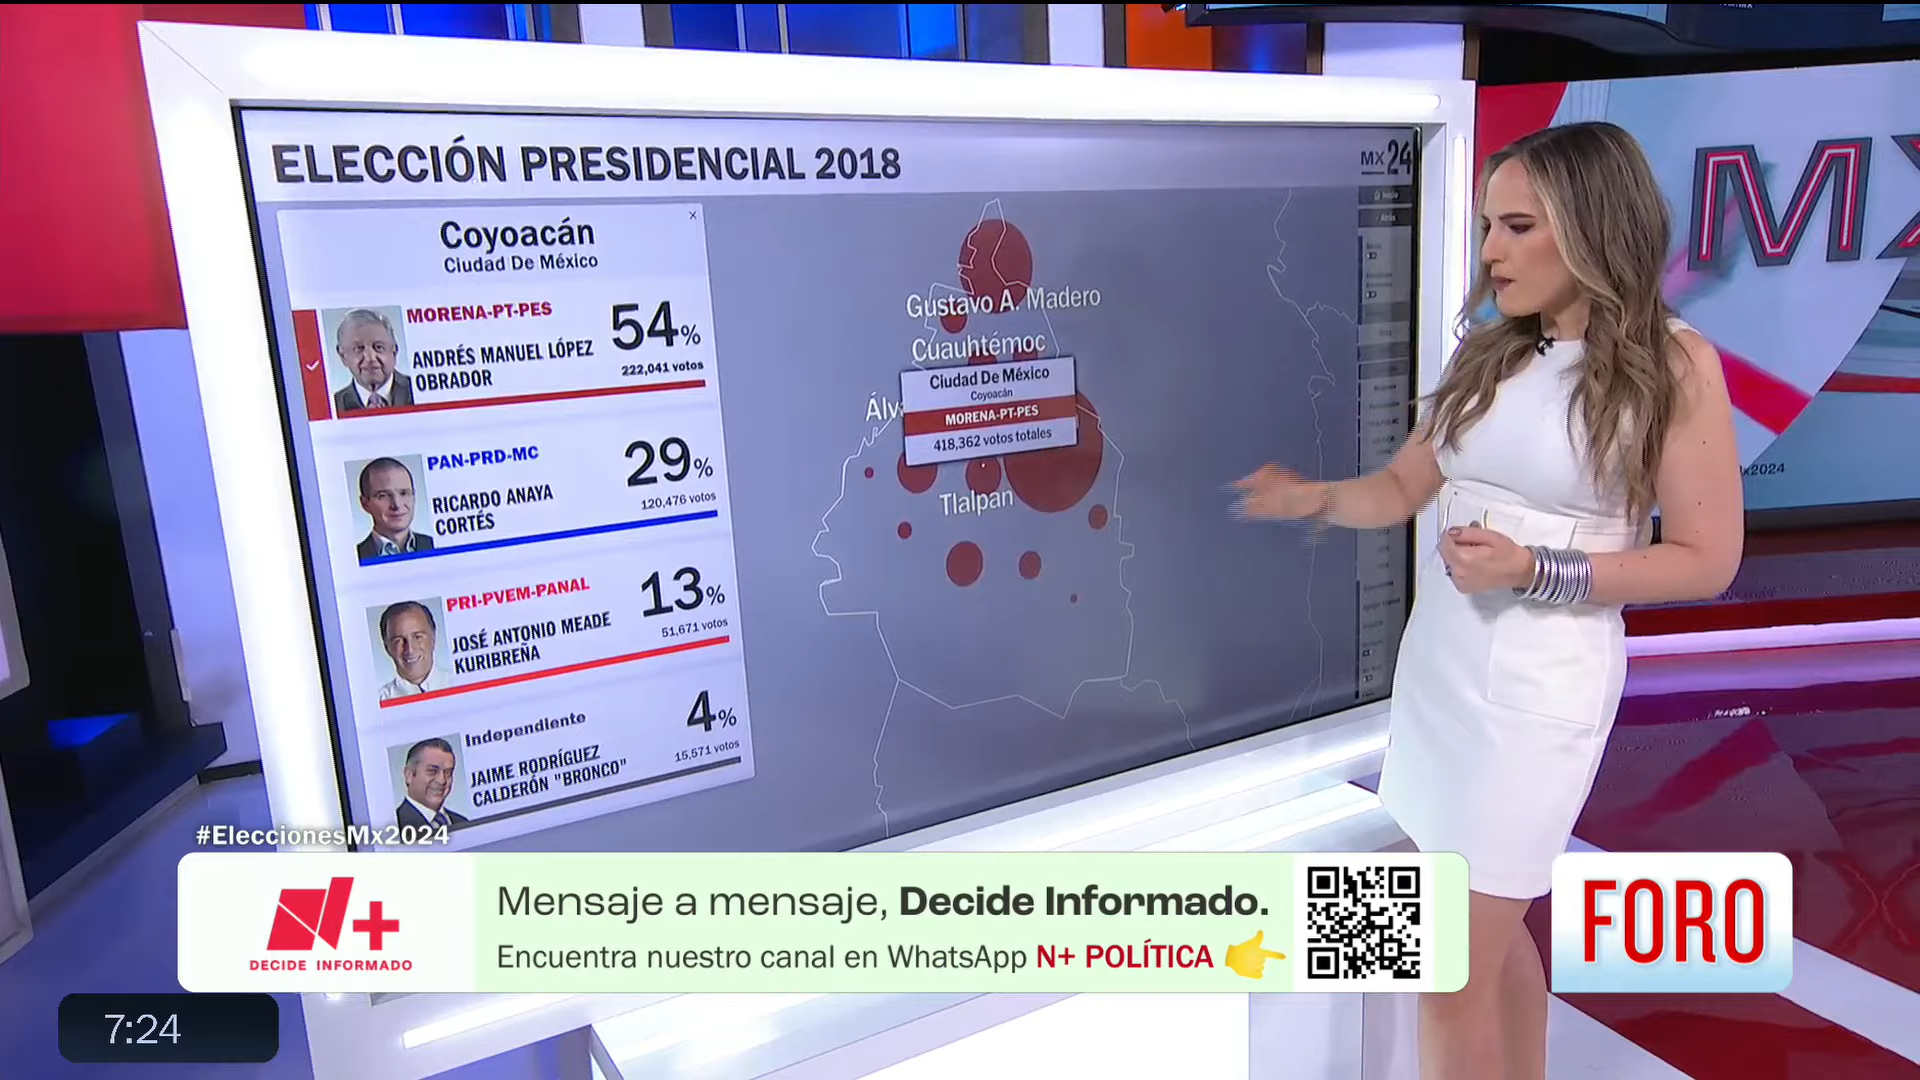 ELECCIÓN PRESIDENCIAL 2018
MX24
Coyoacán
Ciudad De México
MORENA-PT-PES
54%
ANDRÉS MANUEL LÓPEZ
OBRADOR
222,041 votos
PAN-PRD-MC
29%
RICARDO ANAYA
CORTÉS
120,476 votos
PRI-PVEM-PANAL
13%
JOSÉ ANTONIO MEADE
KURIBREÑA
51,671 votos
Independiente
4%
JAIME RODRÍGUEZ
CALDERÓN "BRONCO"
15,571 votos
Gustavo A. Madero
Cuauhtémoc
Álv
Ciudad De México
Coyoacán
MORENA-PT-PES
418,362 votos totales
Tlalpan
Inicio
Atrás
MX
#EleccionesMx2024
N+
DECIDE INFORMADO
Mensaje a mensaje, Decide Informado.
Encuentra nuestro canal en WhatsApp N+ POLÍTICA
FORO
7:24